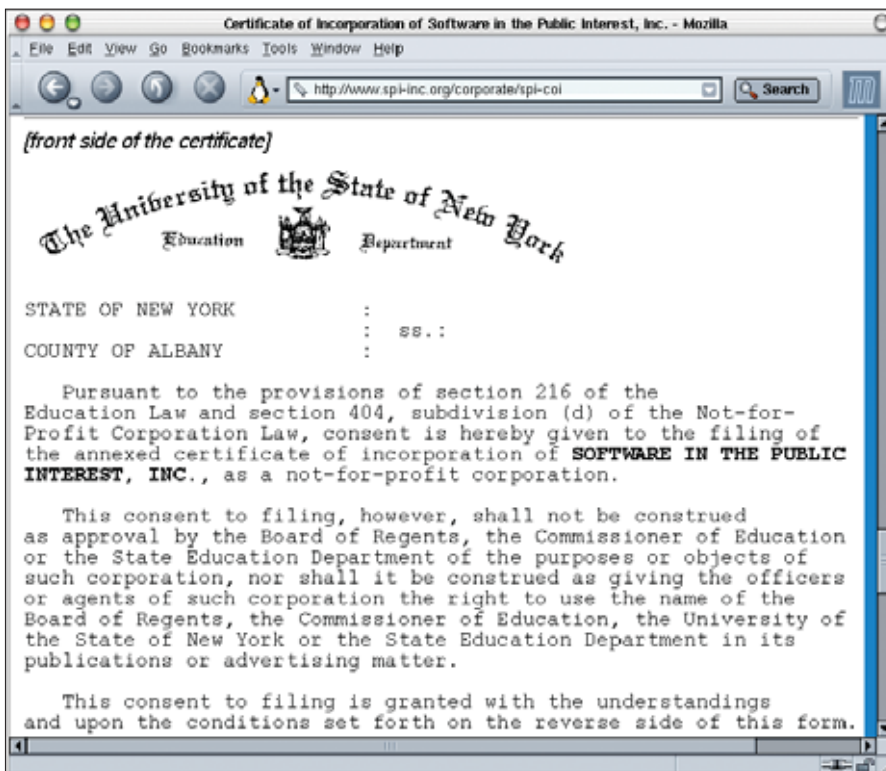 Certificate of Incorporation of Software in the Public Interest, Inc. - Mozilla
File Edit View Go Bookmarks Tools Window Help
http://www.spi-inc.org/corporate/spi-coi Search
[front side of the certificate]
The University of the State of New York
Education Department
STATE OF NEW YORK :
: ss.:
COUNTY OF ALBANY :
Pursuant to the provisions of section 216 of the
Education Law and section 404, subdivision (d) of the Not-for-
Profit Corporation Law, consent is hereby given to the filing of
the annexed certificate of incorporation of SOFTWARE IN THE PUBLIC
INTEREST, INC., as a not-for-profit corporation.
This consent to filing, however, shall not be construed
as approval by the Board of Regents, the Commissioner of Education
or the State Education Department of the purposes or objects of
such corporation, nor shall it be construed as giving the officers
or agents of such corporation the right to use the name of the
Board of Regents, the Commissioner of Education, the University of
the State of New York or the State Education Department in its
publications or advertising matter.
This consent to filing is granted with the understandings
and upon the conditions set forth on the reverse side of this form.